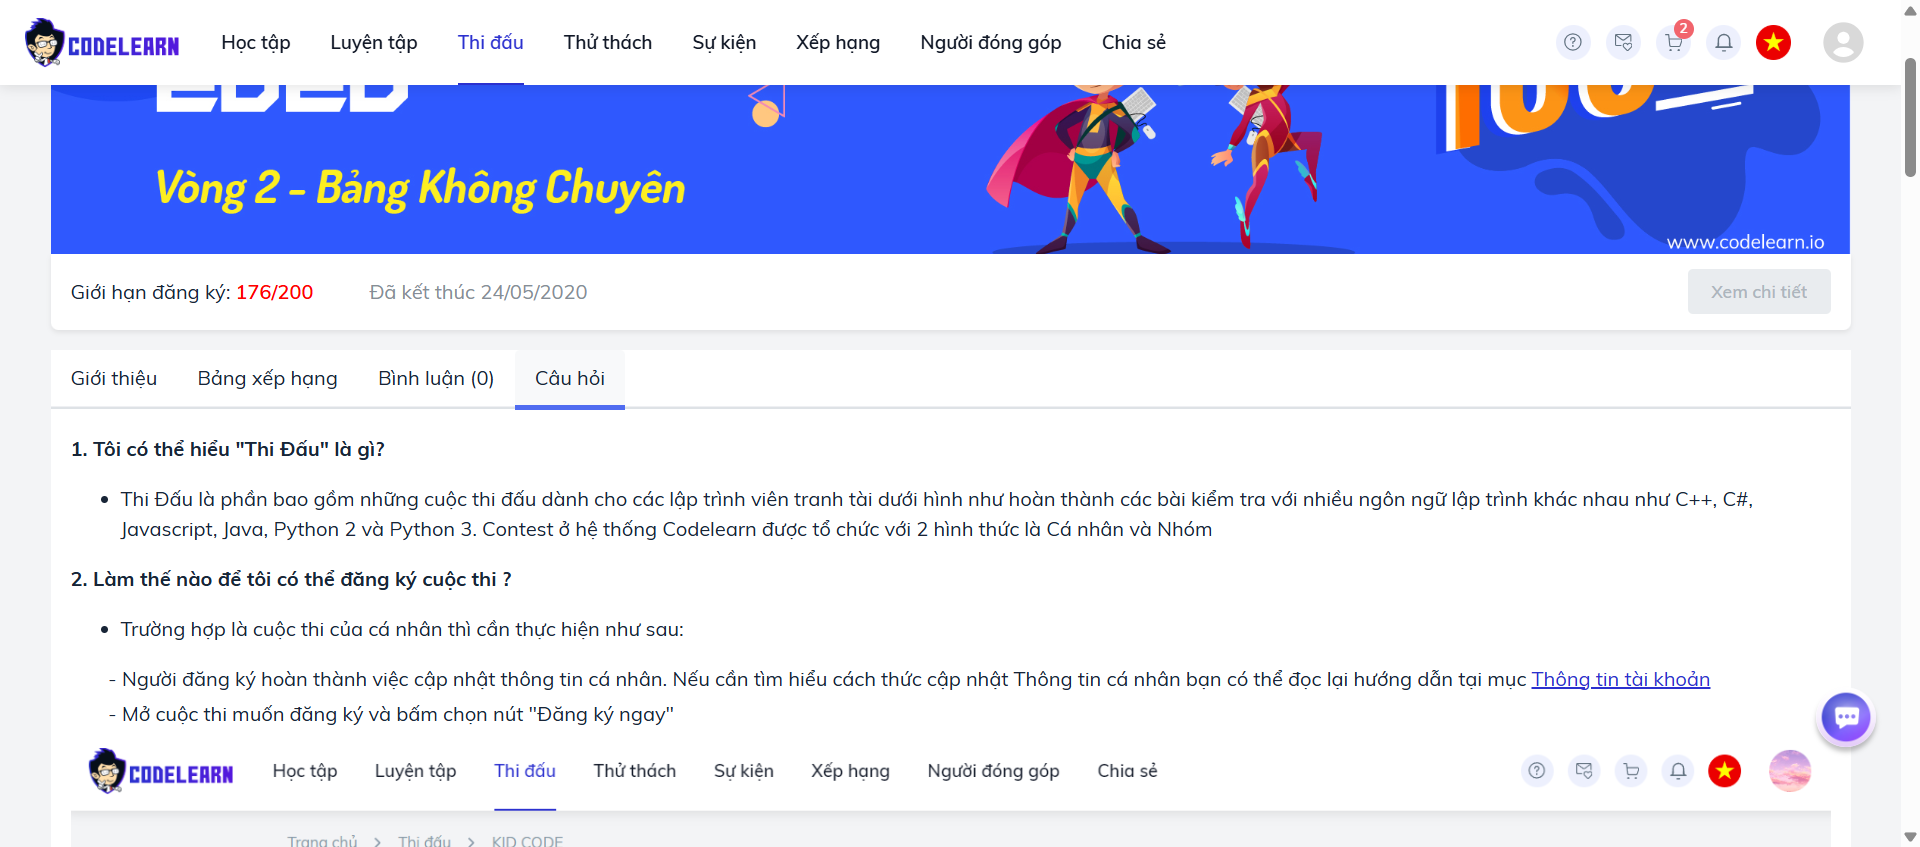 CODELEARN
Học tập
Luyện tập
Thi đấu
Thử thách
Sự kiện
Xếp hạng
Người đóng góp
Chia sẻ
2
Vòng 2 - Bảng Không Chuyên
www.codelearn.io
Giới hạn đăng ký: 176/200
Đã kết thúc 24/05/2020
Xem chi tiết
Giới thiệu
Bảng xếp hạng
Bình luận (0)
Câu hỏi
1. Tôi có thể hiểu "Thi Đấu" là gì?
Thi Đấu là phần bao gồm những cuộc thi đấu dành cho các lập trình viên tranh tài dưới hình như hoàn thành các bài kiểm tra với nhiều ngôn ngữ lập trình khác nhau như C++, C#,
Javascript, Java, Python 2 và Python 3. Contest ở hệ thống Codelearn được tổ chức với 2 hình thức là Cá nhân và Nhóm
2. Làm thế nào để tôi có thể đăng ký cuộc thi ?
Trường hợp là cuộc thi của cá nhân thì cần thực hiện như sau:
- Người đăng ký hoàn thành việc cập nhật thông tin cá nhân. Nếu cần tìm hiểu cách thức cập nhật Thông tin cá nhân bạn có thể đọc lại hướng dẫn tại mục Thông tin tài khoản
- Mở cuộc thi muốn đăng ký và bấm chọn nút "Đăng ký ngay"
CODELEARN
Học tập
Luyện tập
Thi đấu
Thử thách
Sự kiện
Xếp hạng
Người đóng góp
Chia sẻ
Trang chủ > Thi đấu > KID CODE